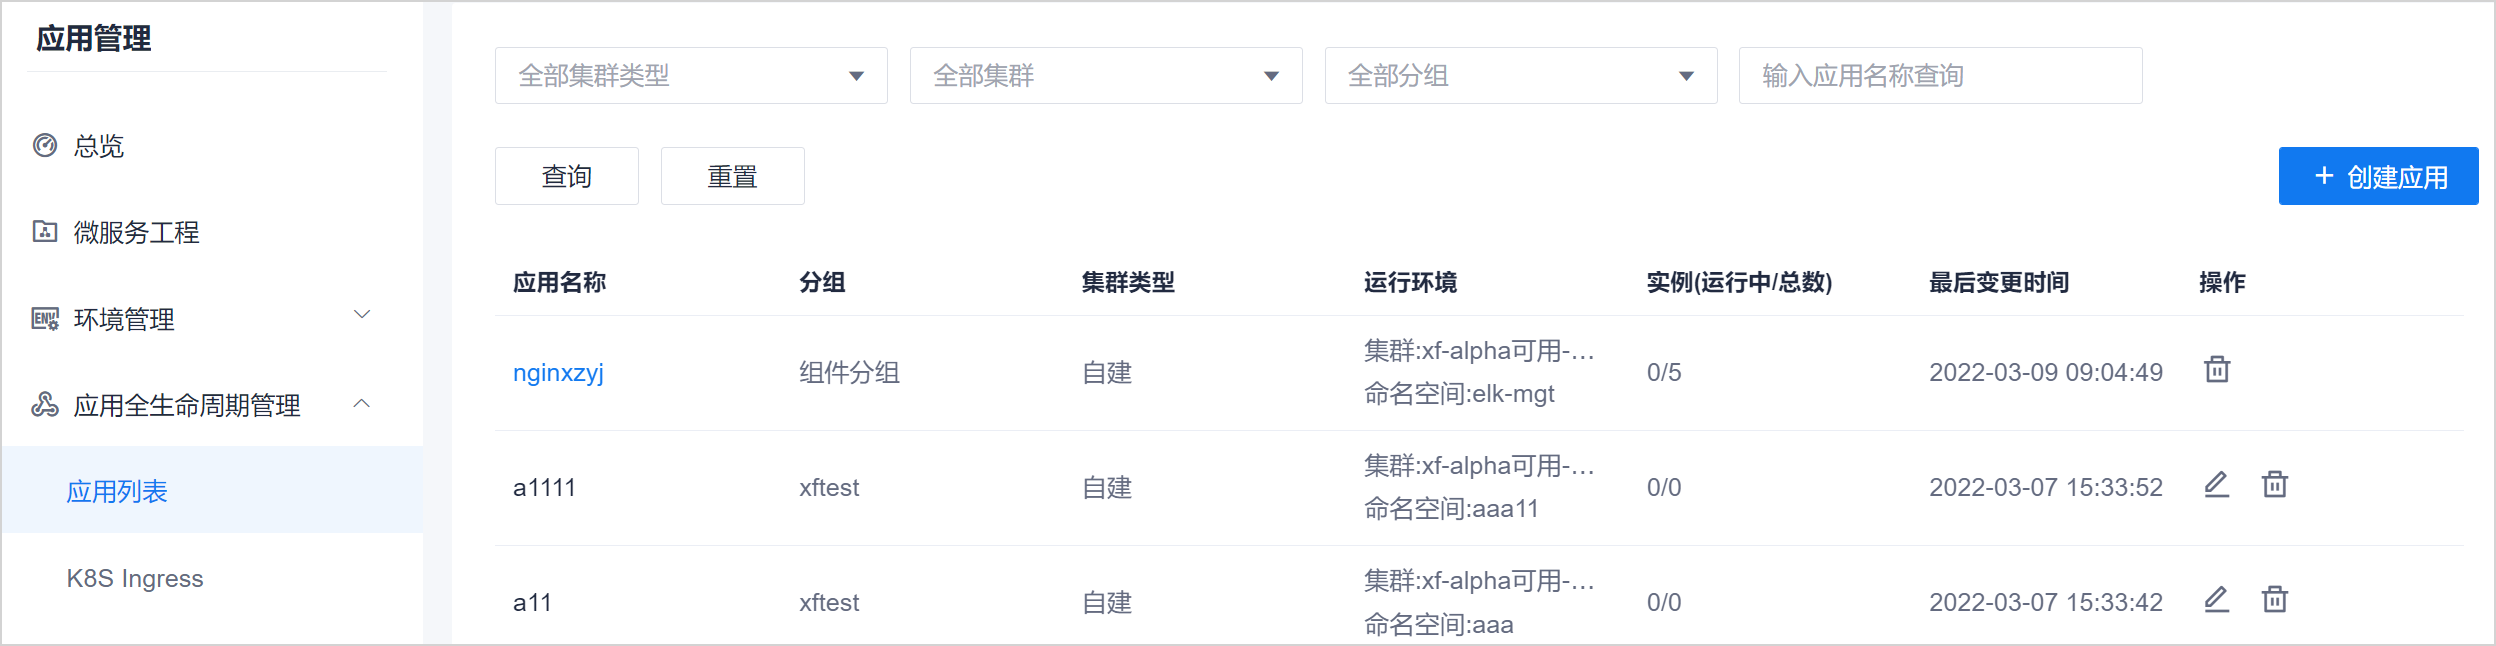 应用管理
总览
微服务工程
ENV 环境管理
应用全生命周期管理
应用列表
K8S Ingress
全部集群类型 全部集群 全部分组 输入应用名称查询
查询 重置 + 创建应用
应用名称 分组 集群类型 运行环境 实例(运行中/总数) 最后变更时间 操作
nginxzyj 组件分组 自建 集群:xf-alpha可用-... 0/5 2022-03-09 09:04:49
命名空间:elk-mgt
a1111 xftest 自建 集群:xf-alpha可用-... 0/0 2022-03-07 15:33:52
命名空间:aaa11
a11 xftest 自建 集群:xf-alpha可用-... 0/0 2022-03-07 15:33:42
命名空间:aaa